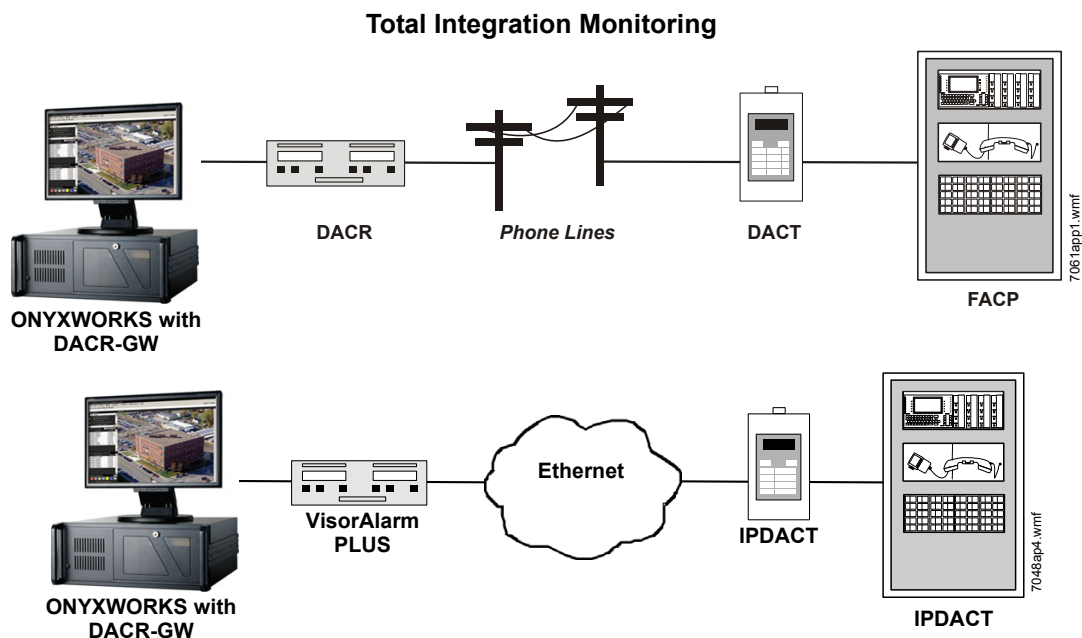 Total Integration Monitoring
DACR
Phone Lines
DACT
FACP
7061app1.wmf
ONYXWORKS with
DACR-GW
Ethernet
VisorAlarm
PLUS
IPDACT
7048ap4.wmf
IPDACT
ONYXWORKS with
DACR-GW